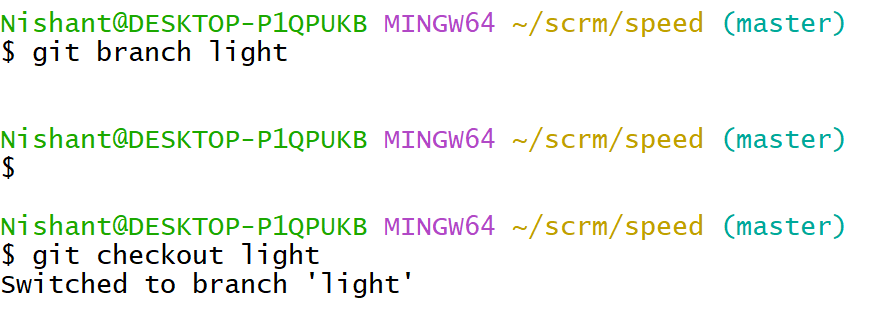 Nishant@DESKTOP-P1QPUKB MINGW64 ~/scrm/speed (master)
$ git branch light
Nishant@DESKTOP-P1QPUKB MINGW64 ~/scrm/speed (master)
$
Nishant@DESKTOP-P1QPUKB MINGW64 ~/scrm/speed (master)
$ git checkout light
Switched to branch 'light'